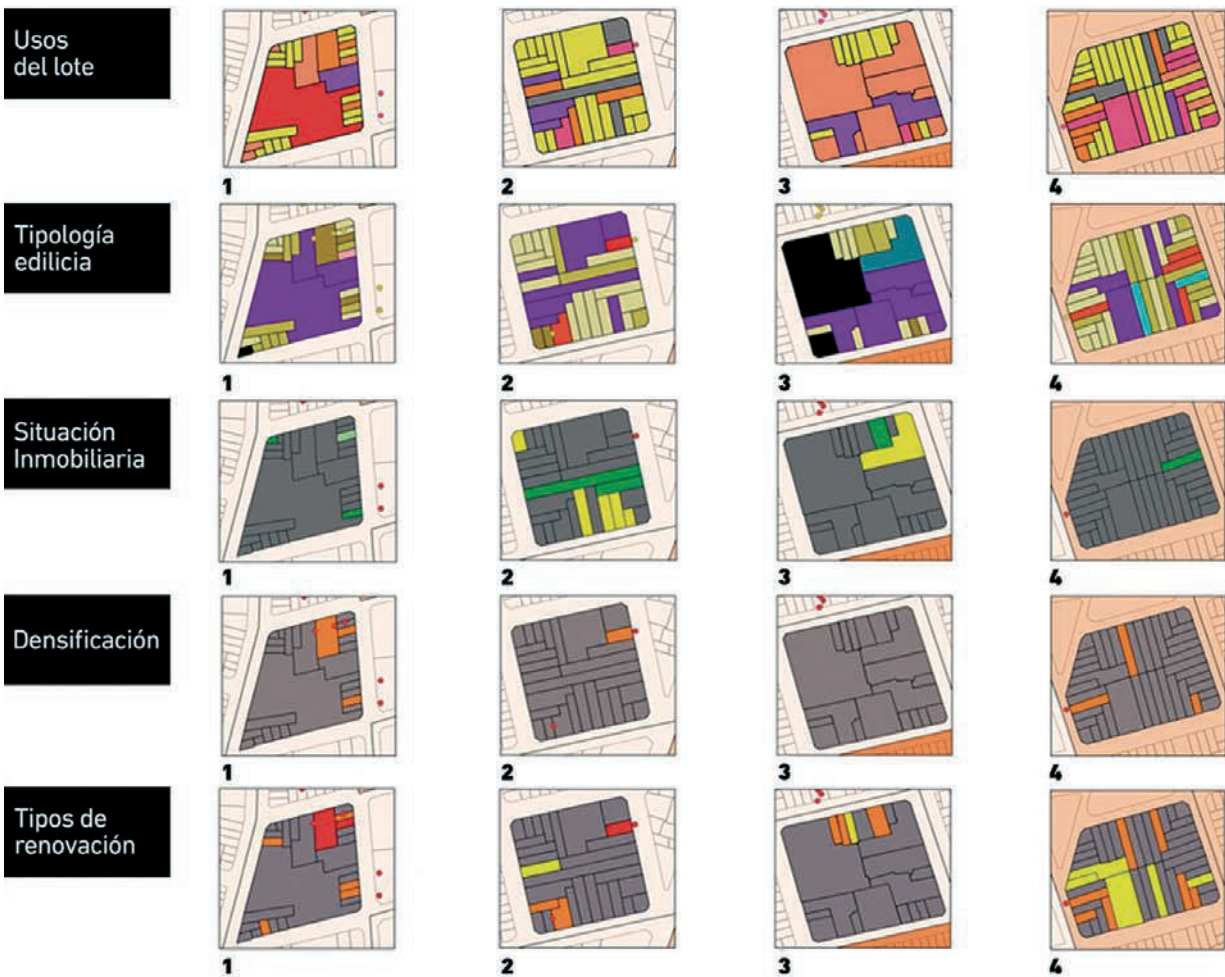 Usos
del lote
1
2
3
4
Tipología
edilicia
1
2
3
4
Situación
Inmobiliaria
1
2
3
4
Densificación
1
2
3
4
Tipos de
renovación
1
2
3
4